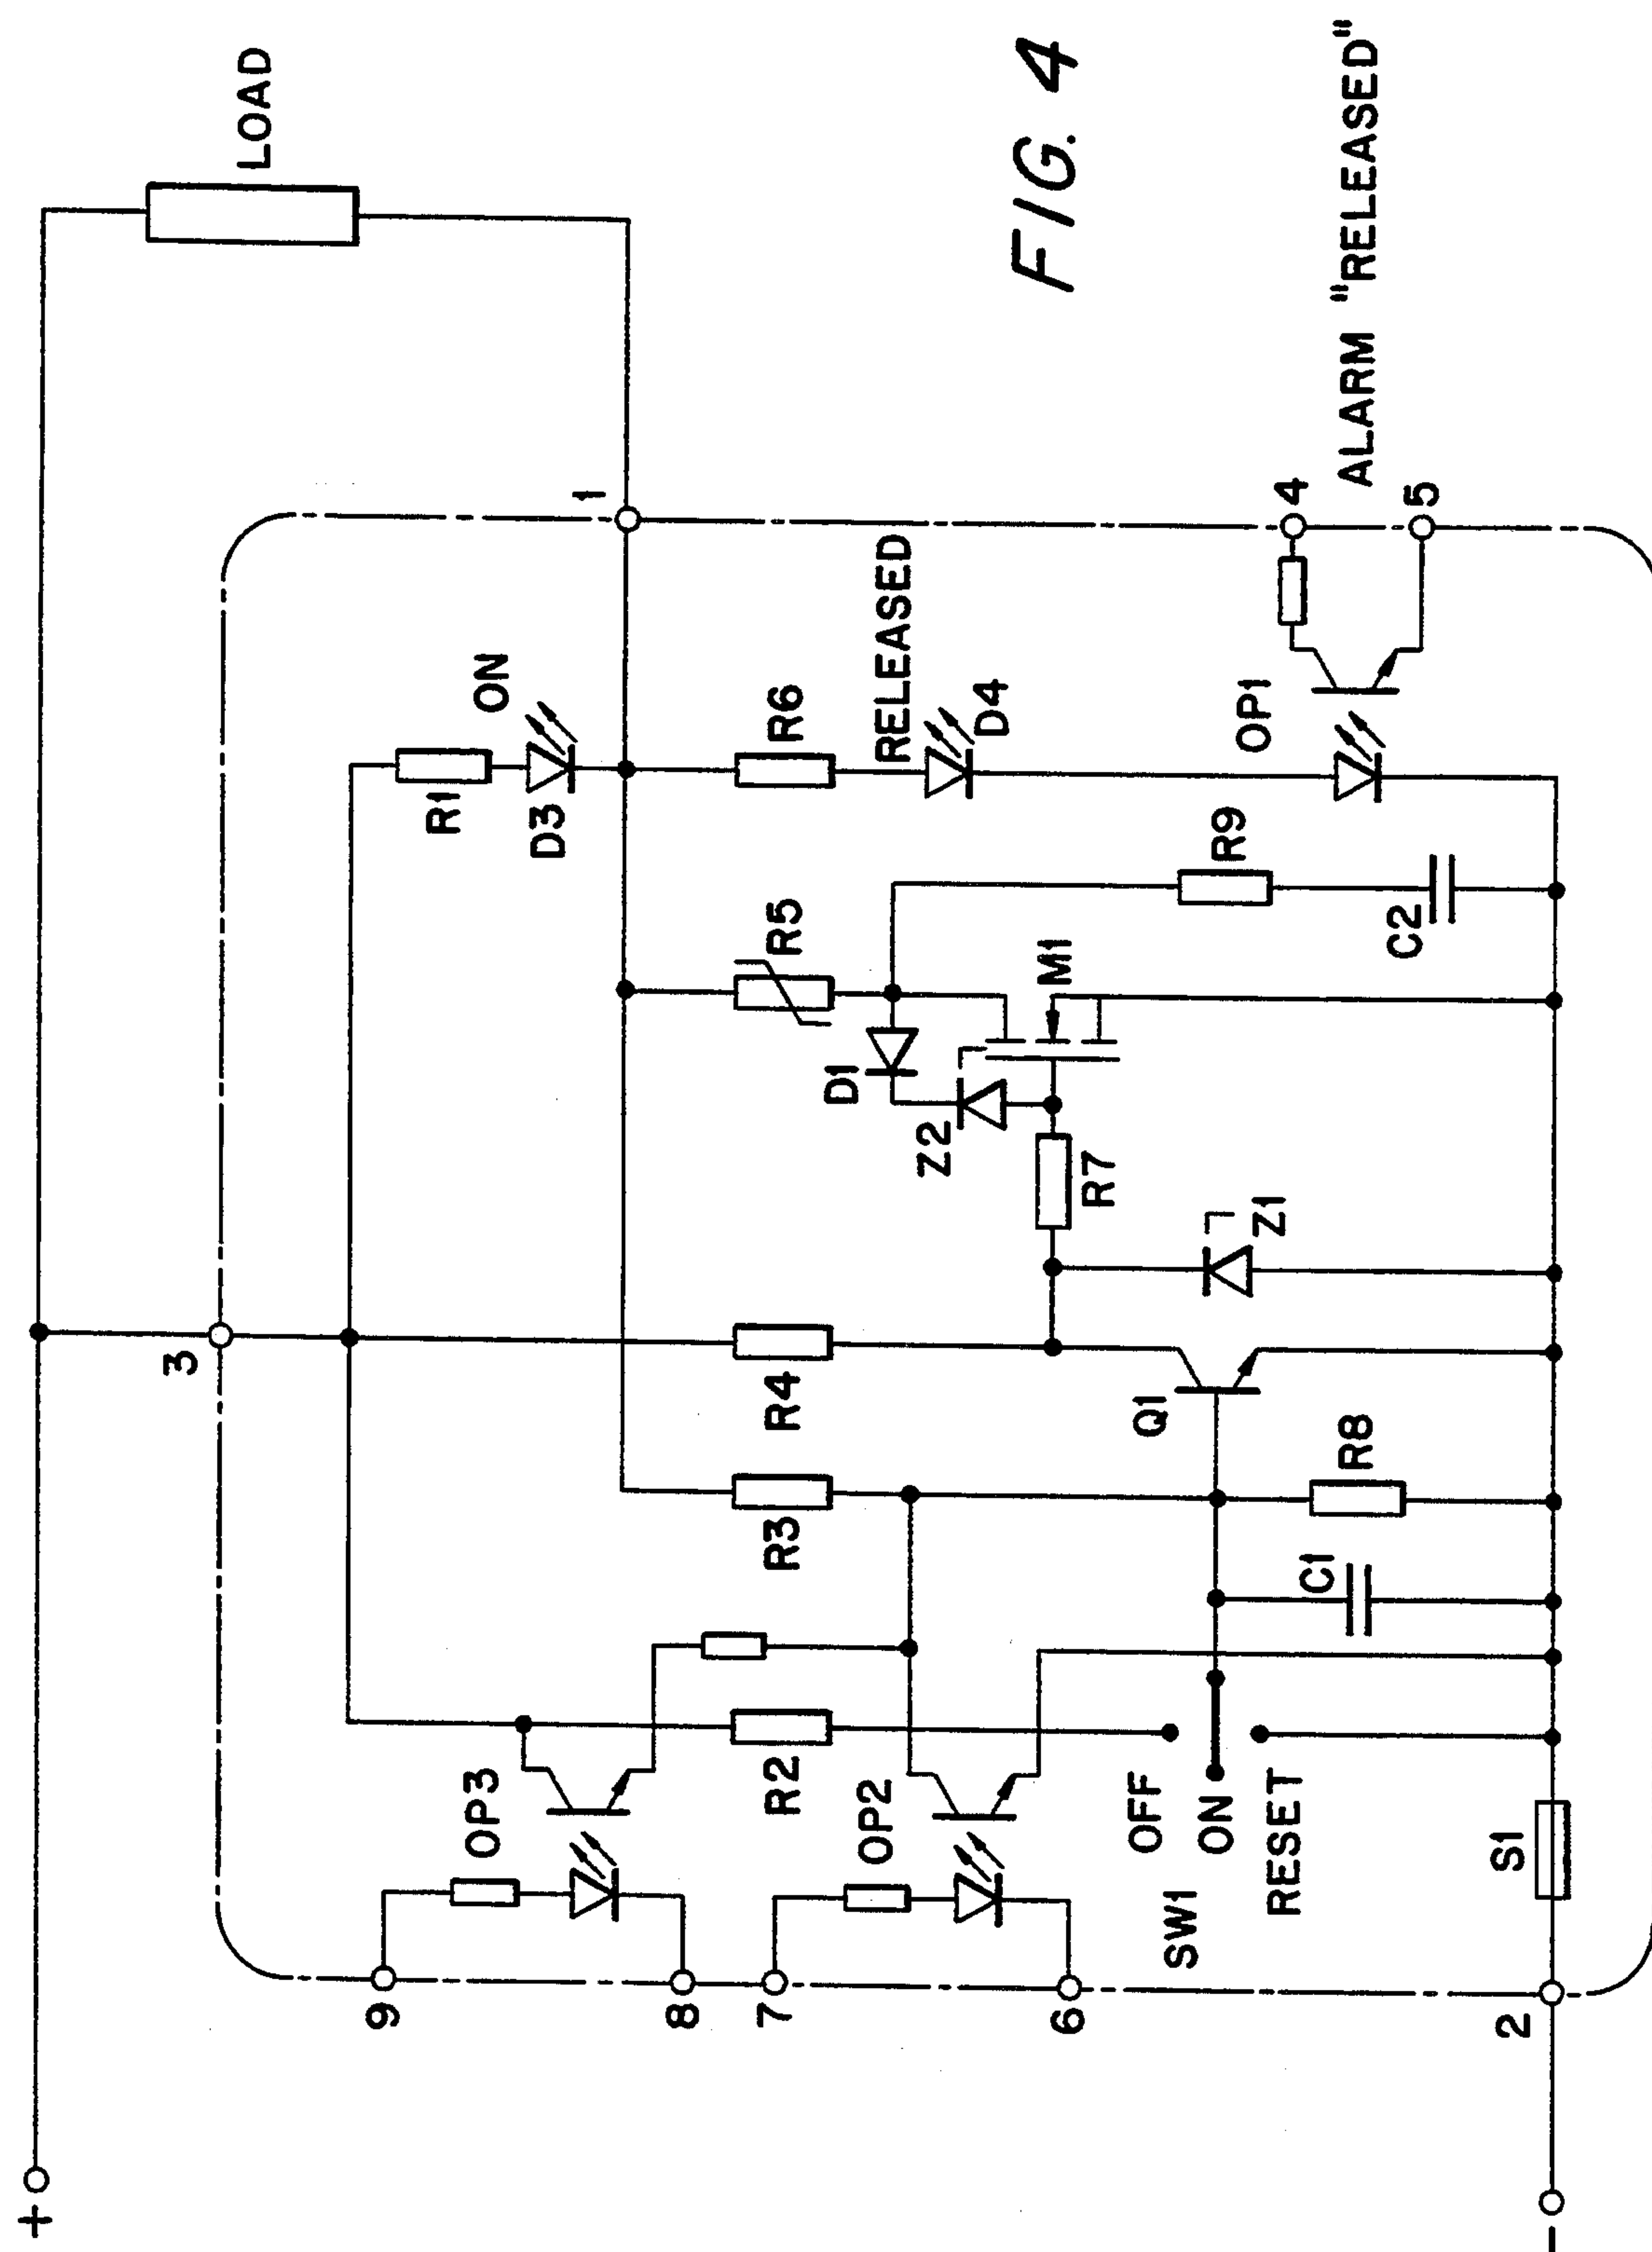 +
LOAD
3
1
R1
D3
ON
9
OP3
8
7
OP2
6
R2
R3
R4
R5
R6
RELEASED
D1
D4
Z2
M1
R7
R9
C2
Z1
Q1
R8
C1
SW1
OFF
ON
RESET
S1
2
-
OP1
4
5
ALARM "RELEASED"
FIG. 4